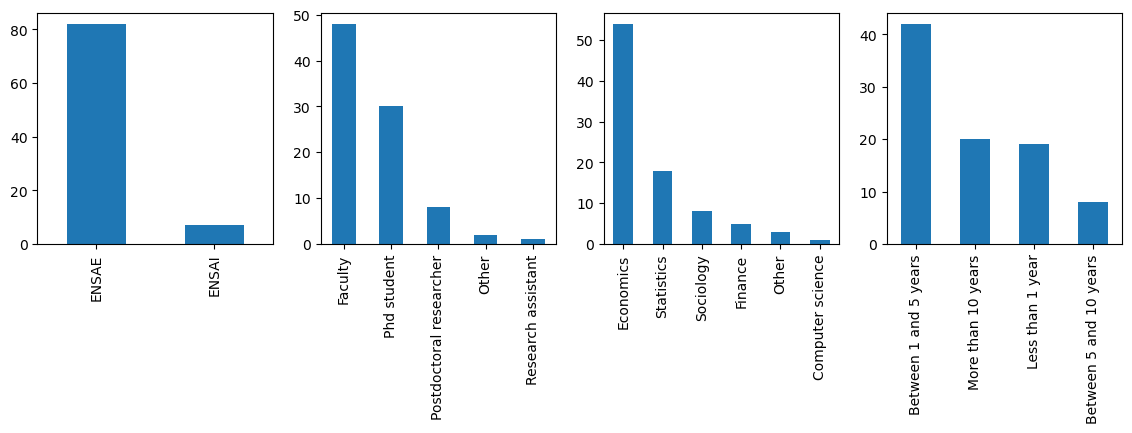 80
60
40
20
0
ENSAE
ENSAI
50
40
30
20
10
0
Faculty
Phd student
Postdoctoral researcher
Other
Research assistant
50
40
30
20
10
0
Economics
Statistics
Sociology
Finance
Other
Computer science
40
30
20
10
0
Between 1 and 5 years
More than 10 years
Less than 1 year
Between 5 and 10 years